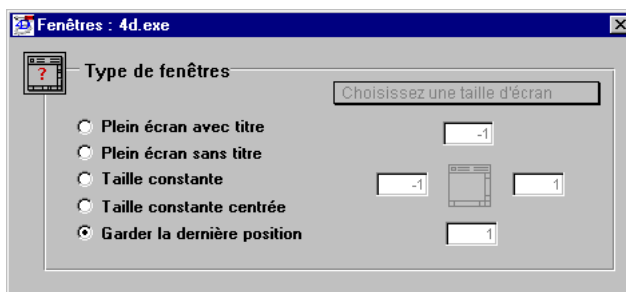 Fenêtres : 4d.exe
Type de fenêtres
Choisissez une taille d'écran
Plein écran avec titre
-1
Plein écran sans titre
Taille constante
-1
1
Taille constante centrée
Garder la dernière position
1